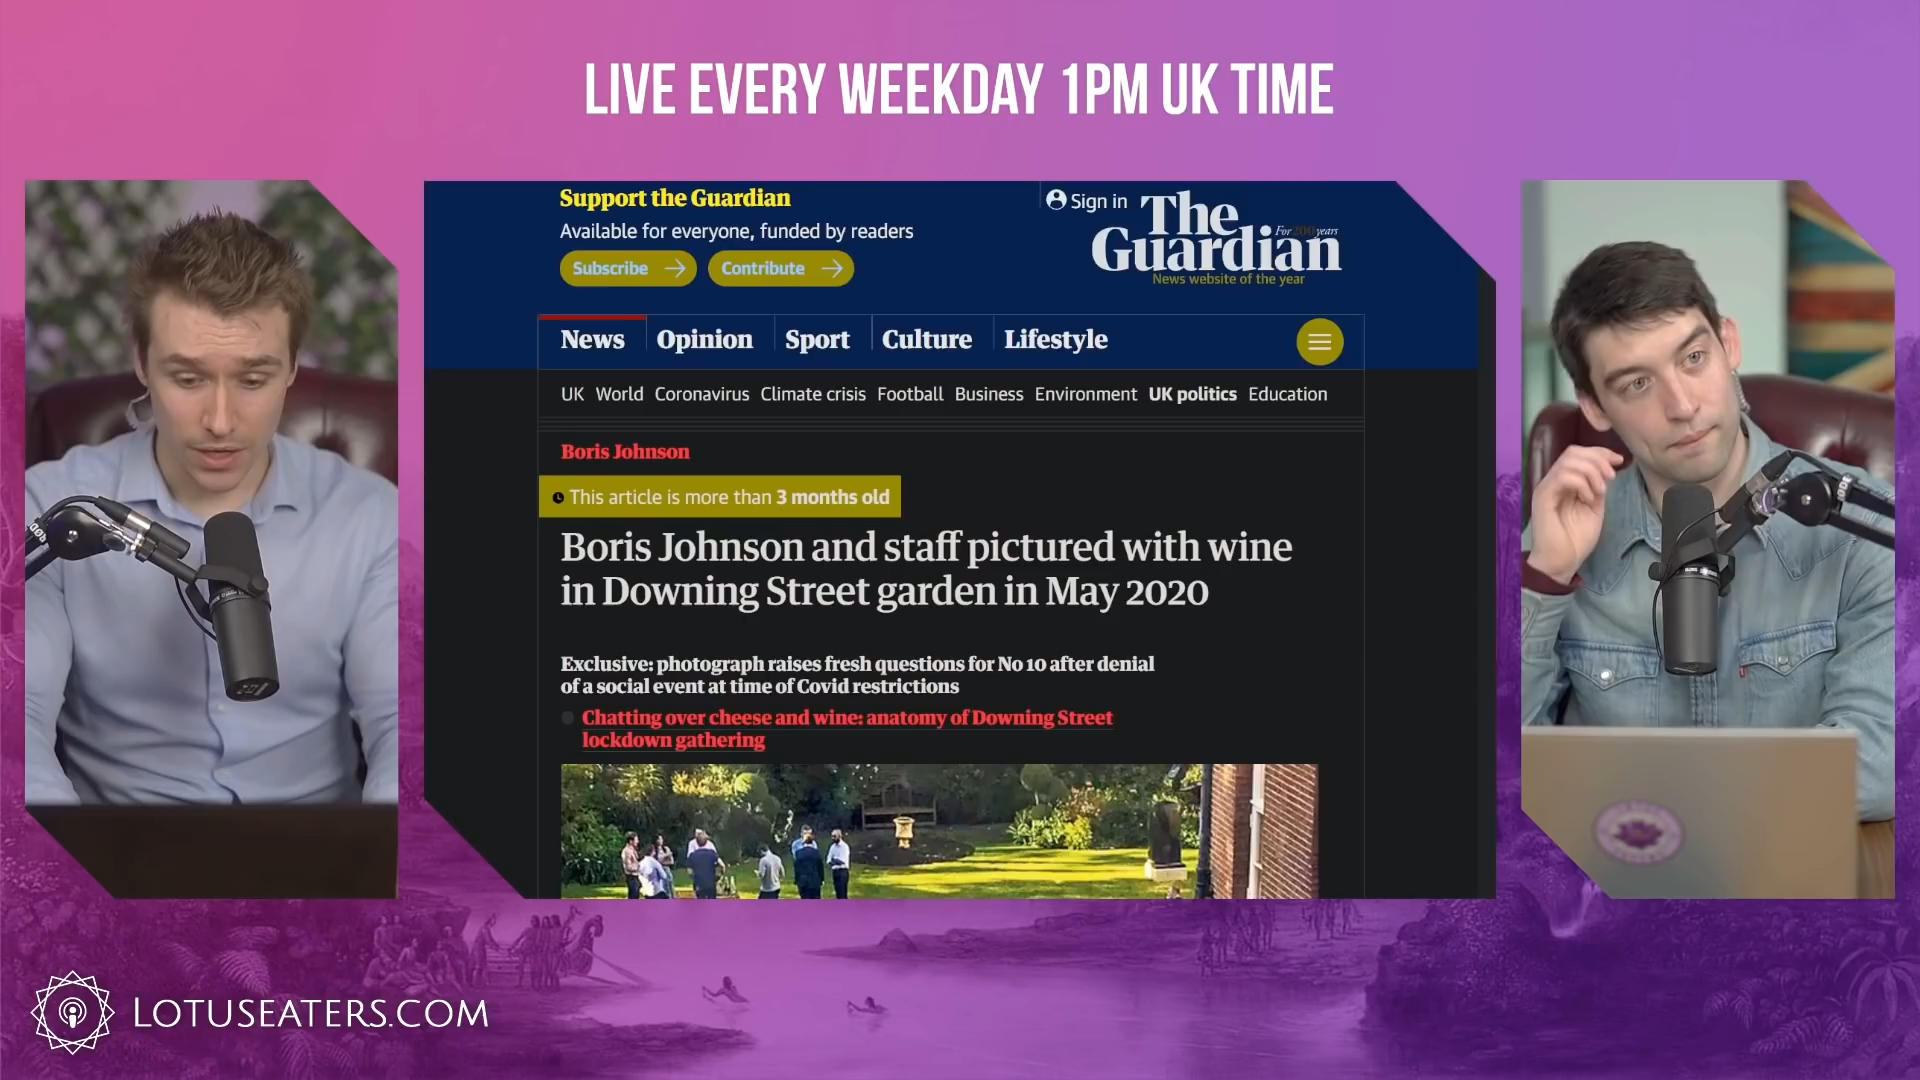 LIVE EVERY WEEKDAY 1PM UK TIME
Support the Guardian
Available for everyone, funded by readers
Subscribe
Contribute
Sign in
The
Guardian
For 200 years
News website of the year
News Opinion Sport Culture Lifestyle
UK World Coronavirus Climate crisis Football Business Environment UK politics Education
Boris Johnson
This article is more than 3 months old
Boris Johnson and staff pictured with wine
in Downing Street garden in May 2020
Exclusive: photograph raises fresh questions for No 10 after denial
of a social event at time of Covid restrictions
Chatting over cheese and wine: anatomy of Downing Street
lockdown gathering
LOTUSEATERS.COM